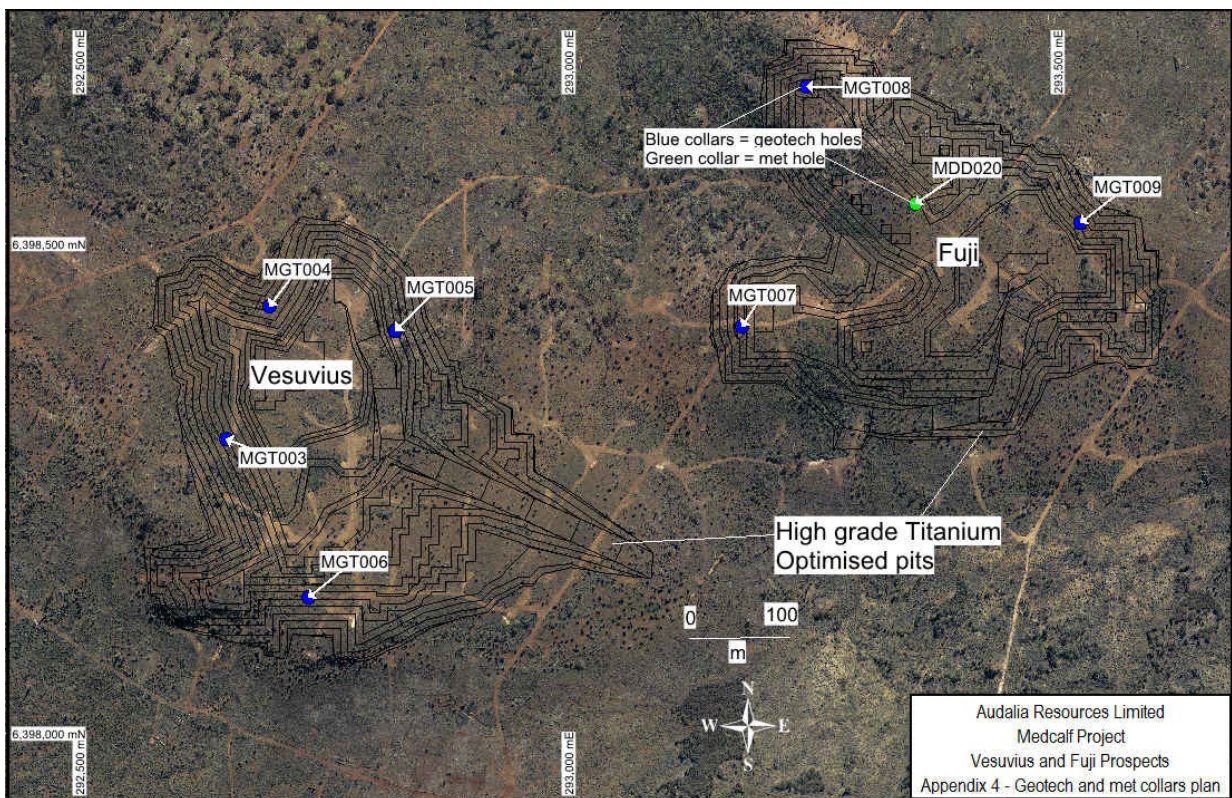 292,500 mE
293,000 mE
293,500 mE
MGT008
Blue collars = geotech holes
Green collar = met hole
MDD020
MGT009
6,398,500 mN
Fuji
MGT004
MGT005
MGT007
Vesuvius
MGT003
High grade Titanium
Optimised pits
MGT006
0 100
m
N
W E
S
6,398,000 mN
292,500 mE
293,000 mE
Audalia Resources Limited
Medcalf Project
Vesuvius and Fuji Prospects
Appendix 4 - Geotech and met collars plan